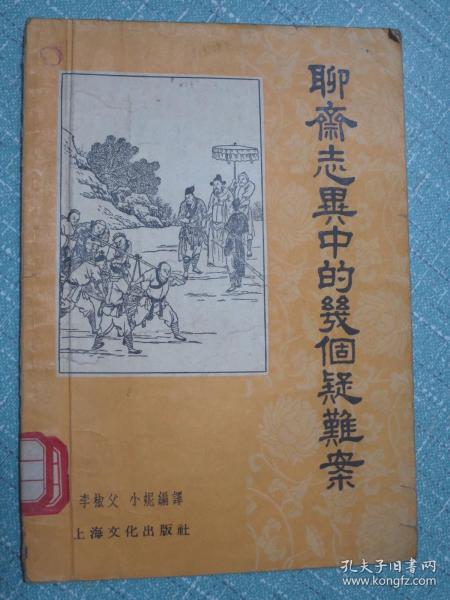 聊齋志異中的幾個疑難案
李椒父 小妮編譯
上海文化出版社
孔夫子旧书网
www.kongfz.com